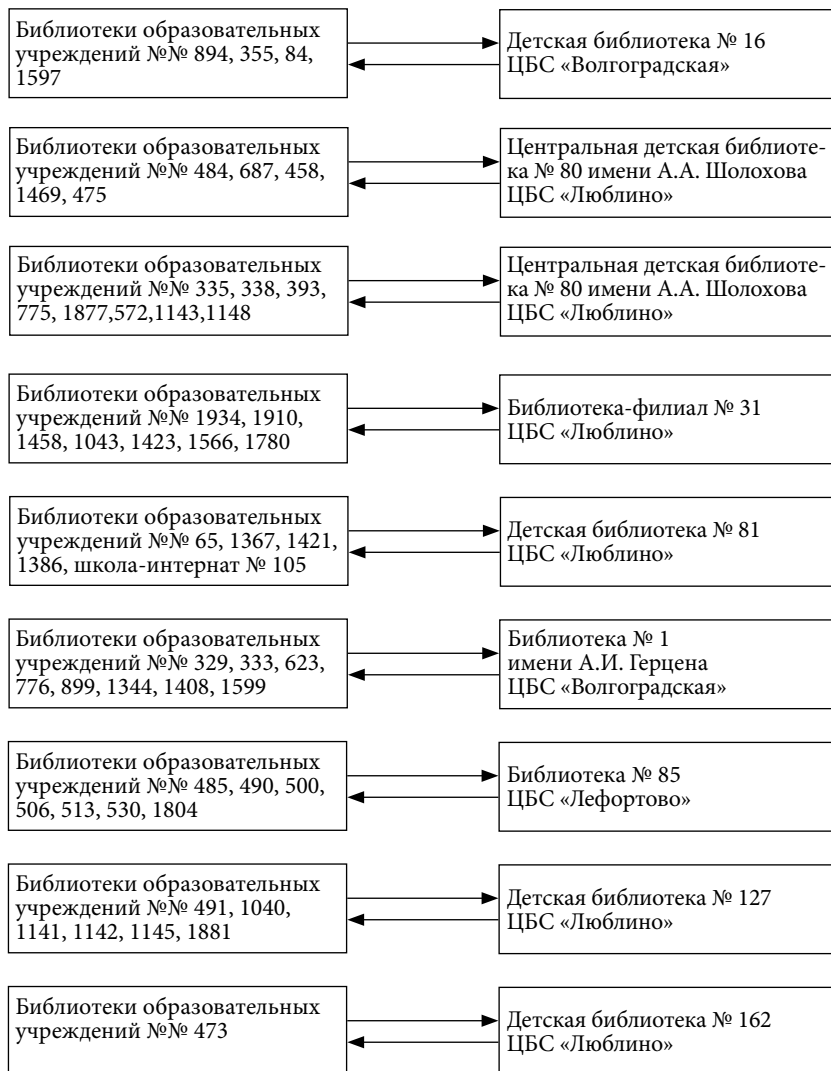 Библиотеки образовательных
учреждений №№ 894, 355, 84,
1597
Детская библиотека № 16
ЦБС «Волгоградская»
Библиотеки образовательных
учреждений №№ 484, 687, 458,
1469, 475
Центральная детская библиоте-
ка № 80 имени А.А. Шолохова
ЦБС «Люблино»
Библиотеки образовательных
учреждений №№ 335, 338, 393,
775, 1877,572,1143,1148
Центральная детская библиоте-
ка № 80 имени А.А. Шолохова
ЦБС «Люблино»
Библиотеки образовательных
учреждений №№ 1934, 1910,
1458, 1043, 1423, 1566, 1780
Библиотека-филиал № 31
ЦБС «Люблино»
Библиотеки образовательных
учреждений №№ 65, 1367, 1421,
1386, школа-интернат № 105
Детская библиотека № 81
ЦБС «Люблино»
Библиотеки образовательных
учреждений №№ 329, 333, 623,
776, 899, 1344, 1408, 1599
Библиотека № 1
имени А.И. Герцена
ЦБС «Волгоградская»
Библиотеки образовательных
учреждений №№ 485, 490, 500,
506, 513, 530, 1804
Библиотека № 85
ЦБС «Лефортово»
Библиотеки образовательных
учреждений №№ 491, 1040,
1141, 1142, 1145, 1881
Детская библиотека № 127
ЦБС «Люблино»
Библиотеки образовательных
учреждений №№ 473
Детская библиотека № 162
ЦБС «Люблино»